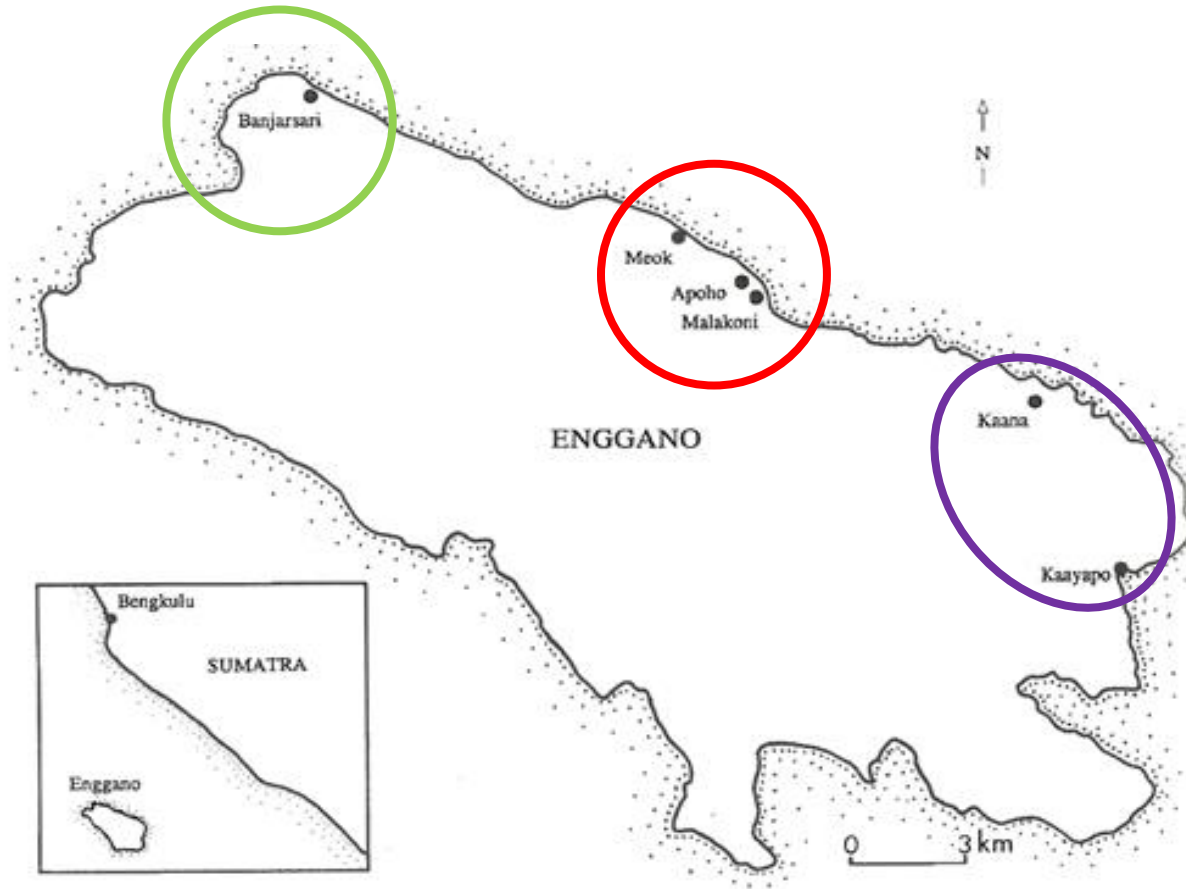 Banjarsari
N
Meok
Apoho
Malakoni
Kaana
ENGGANO
Kaayapo
Bengkulu
SUMATRA
Enggano
0 3 km